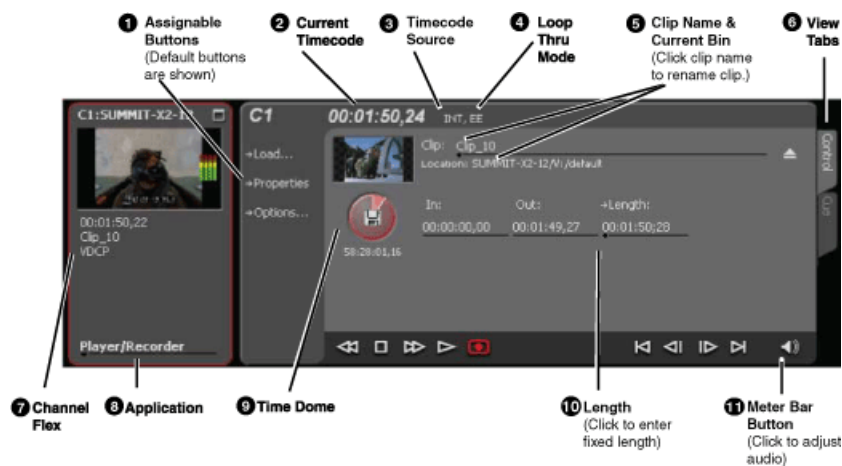 1 Assignable
Buttons
(Default buttons
are shown)
2 Current
Timecode
3 Timecode
Source
4 Loop
Thru
Mode
5 Clip Name &
Current Bin
(Click clip name
to rename clip.)
6 View
Tabs
C1:SUMMIT-X2-12
00:01:50,22
Clip_10
VDCP
Player/Recorder
C1
00:01:50,24
INT, EE
→Load...
→Properties
→Options...
Clip: Clip_10
Location: SUMMIT-X2-12/V:/default
In: Out: →Length:
00:00:00,00 00:01:49,27 00:01:50;28
58:28:01,16
Control
Cue
7 Channel
Flex
8 Application
9 Time Dome
10 Length
(Click to enter
fixed length)
11 Meter Bar
Button
(Click to adjust
audio)